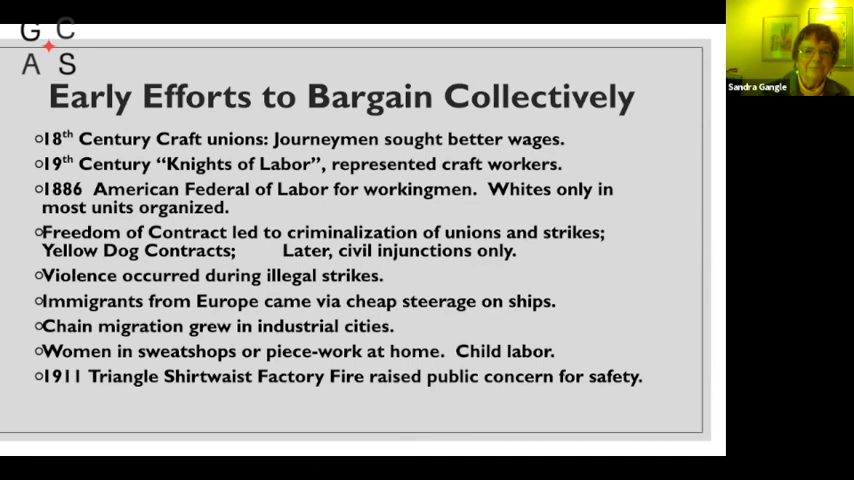 G C
A S
Sandra Gangle
Early Efforts to Bargain Collectively
18th Century Craft unions: Journeymen sought better wages.
19th Century “Knights of Labor”, represented craft workers.
1886 American Federal of Labor for workingmen. Whites only in
most units organized.
Freedom of Contract led to criminalization of unions and strikes;
Yellow Dog Contracts; Later, civil injunctions only.
Violence occurred during illegal strikes.
Immigrants from Europe came via cheap steerage on ships.
Chain migration grew in industrial cities.
Women in sweatshops or piece-work at home. Child labor.
1911 Triangle Shirtwaist Factory Fire raised public concern for safety.